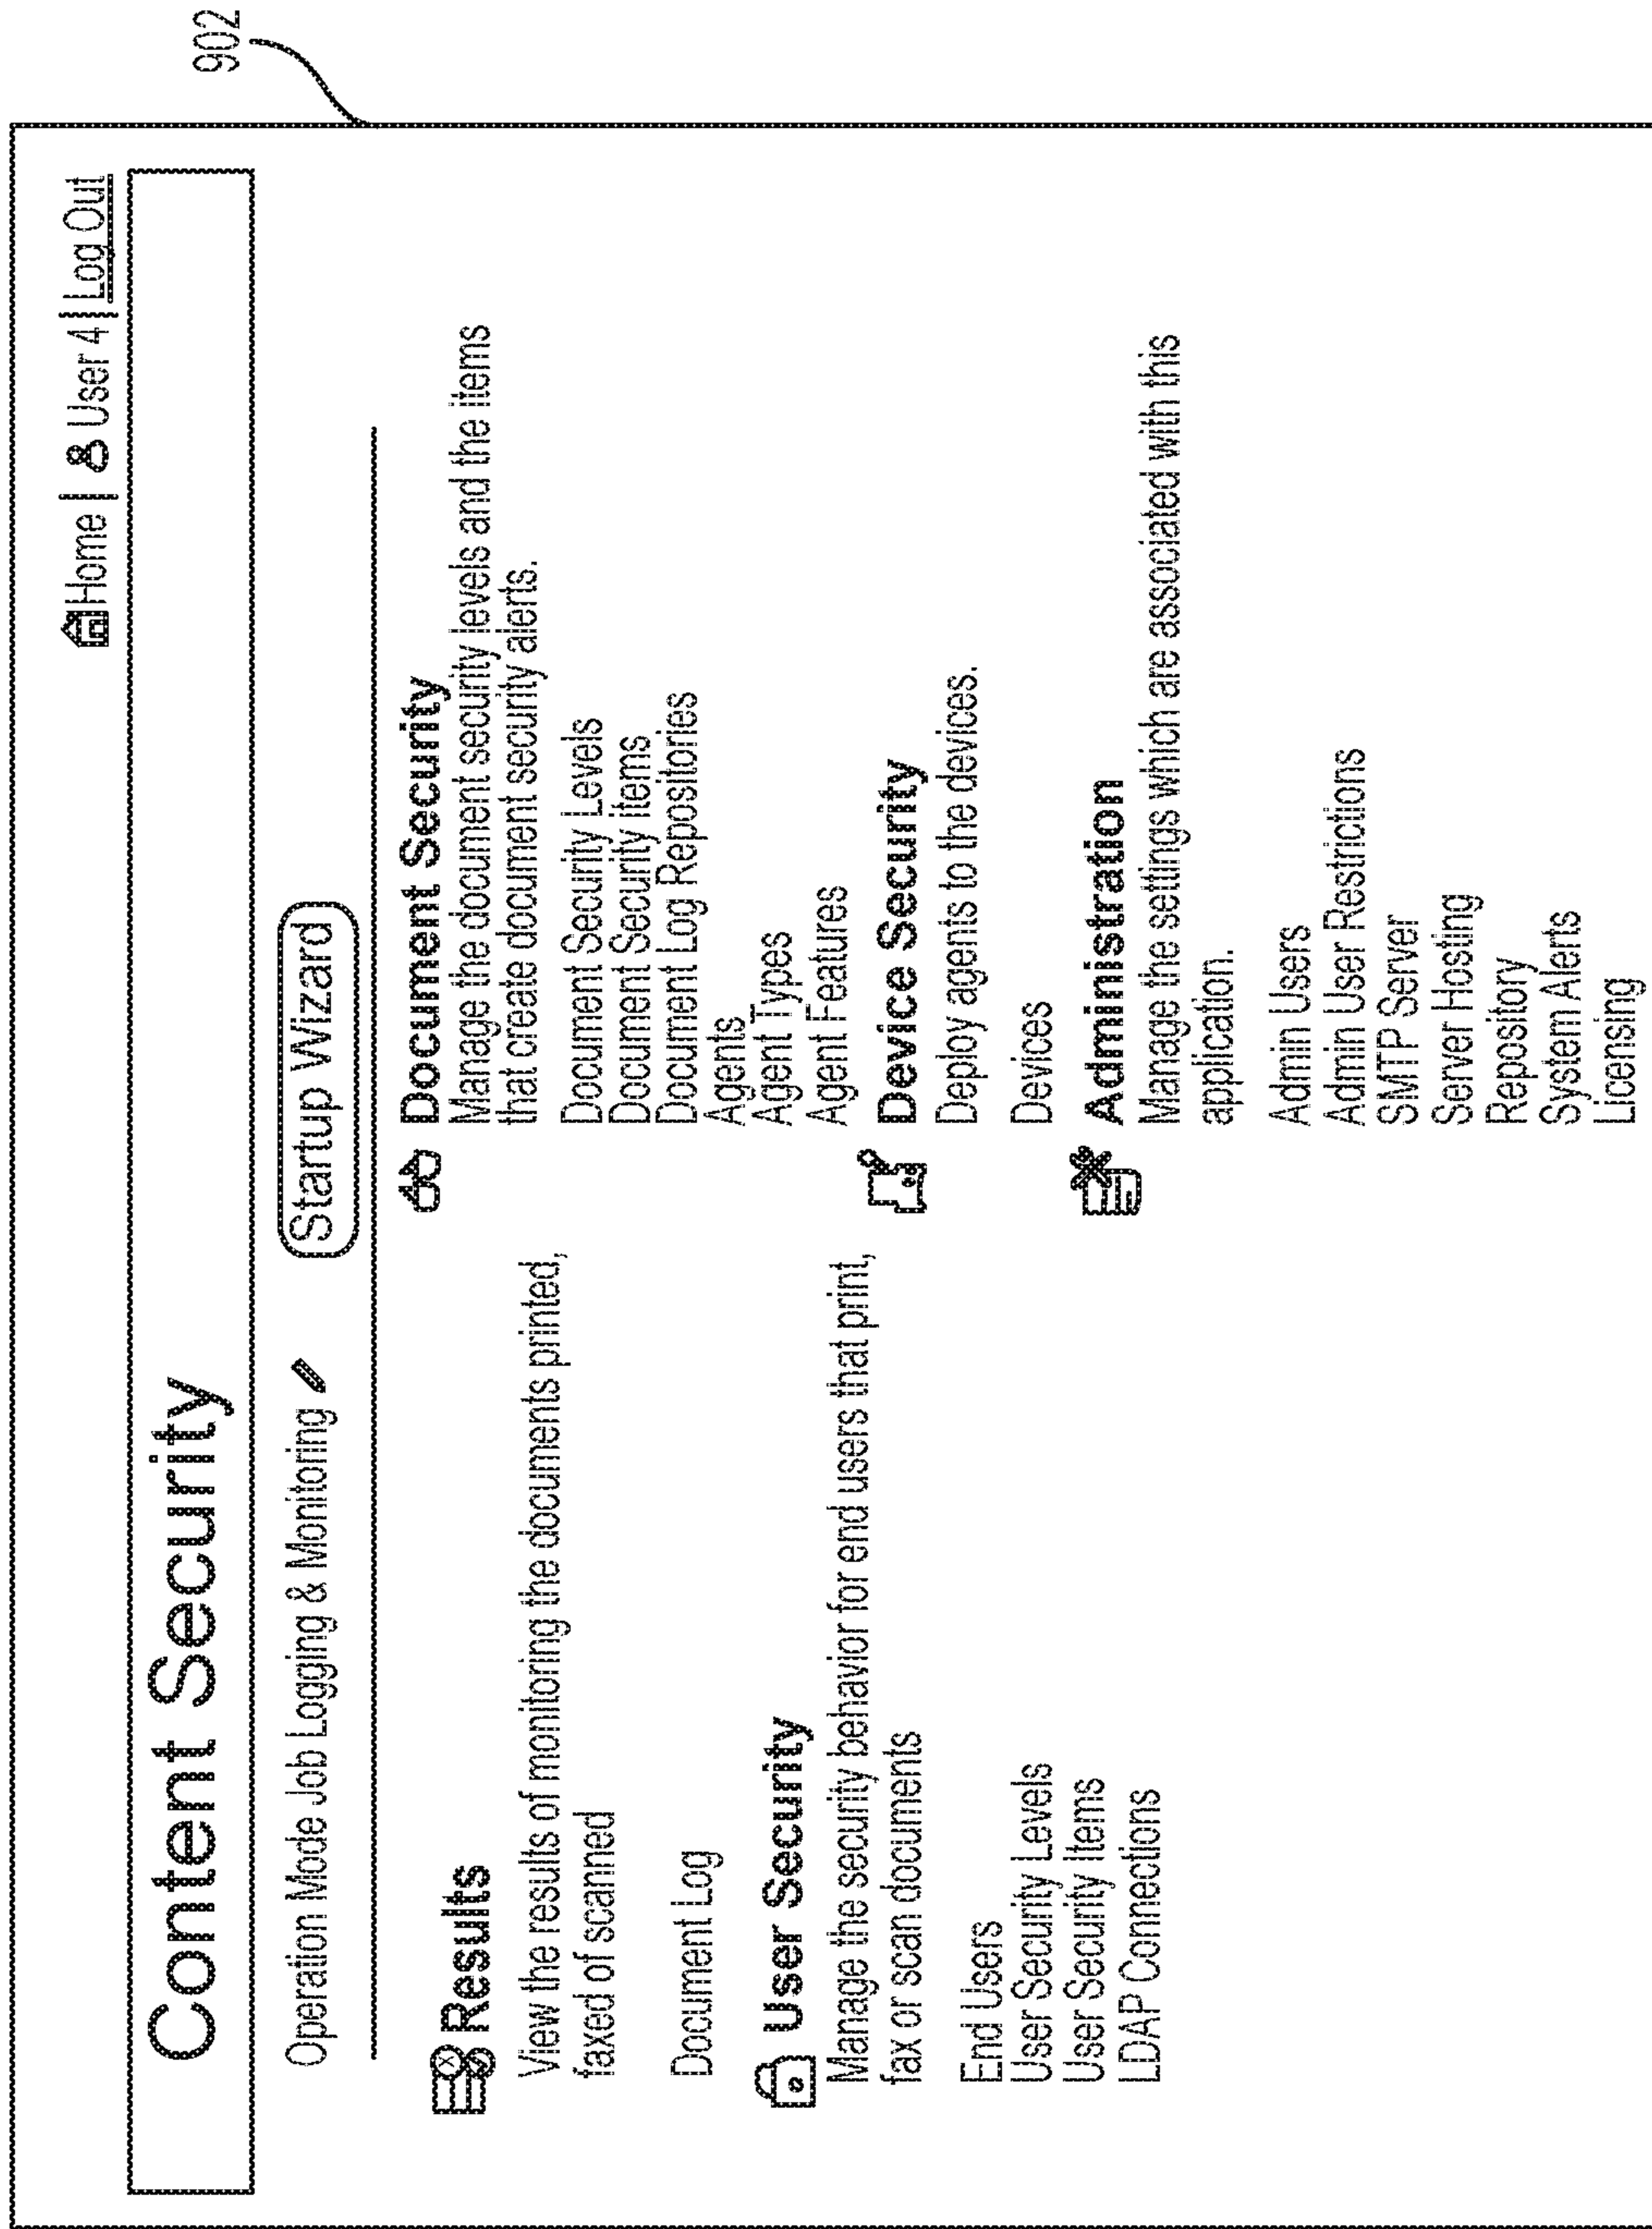 902
Home | User 4 | Log Out
Content Security
Operation Mode Job Logging & Monitoring
Startup Wizard
Results
View the results of monitoring the documents printed,
faxed of scanned
Document Log
User Security
Manage the security behavior for end users that print,
fax or scan documents
End Users
User Security Levels
User Security Items
LDAP Connections
Document Security
Manage the document security levels and the items
that create document security alerts.
Document Security Levels
Document Security items
Document Log Repositories
Agents
Agent Types
Agent Features
Device Security
Deploy agents to the devices.
Devices
Administration
Manage the settings which are associated with this
application.
Admin Users
Admin User Restrictions
SMTP Server
Server Hosting
Repository
System Alerts
Licensing